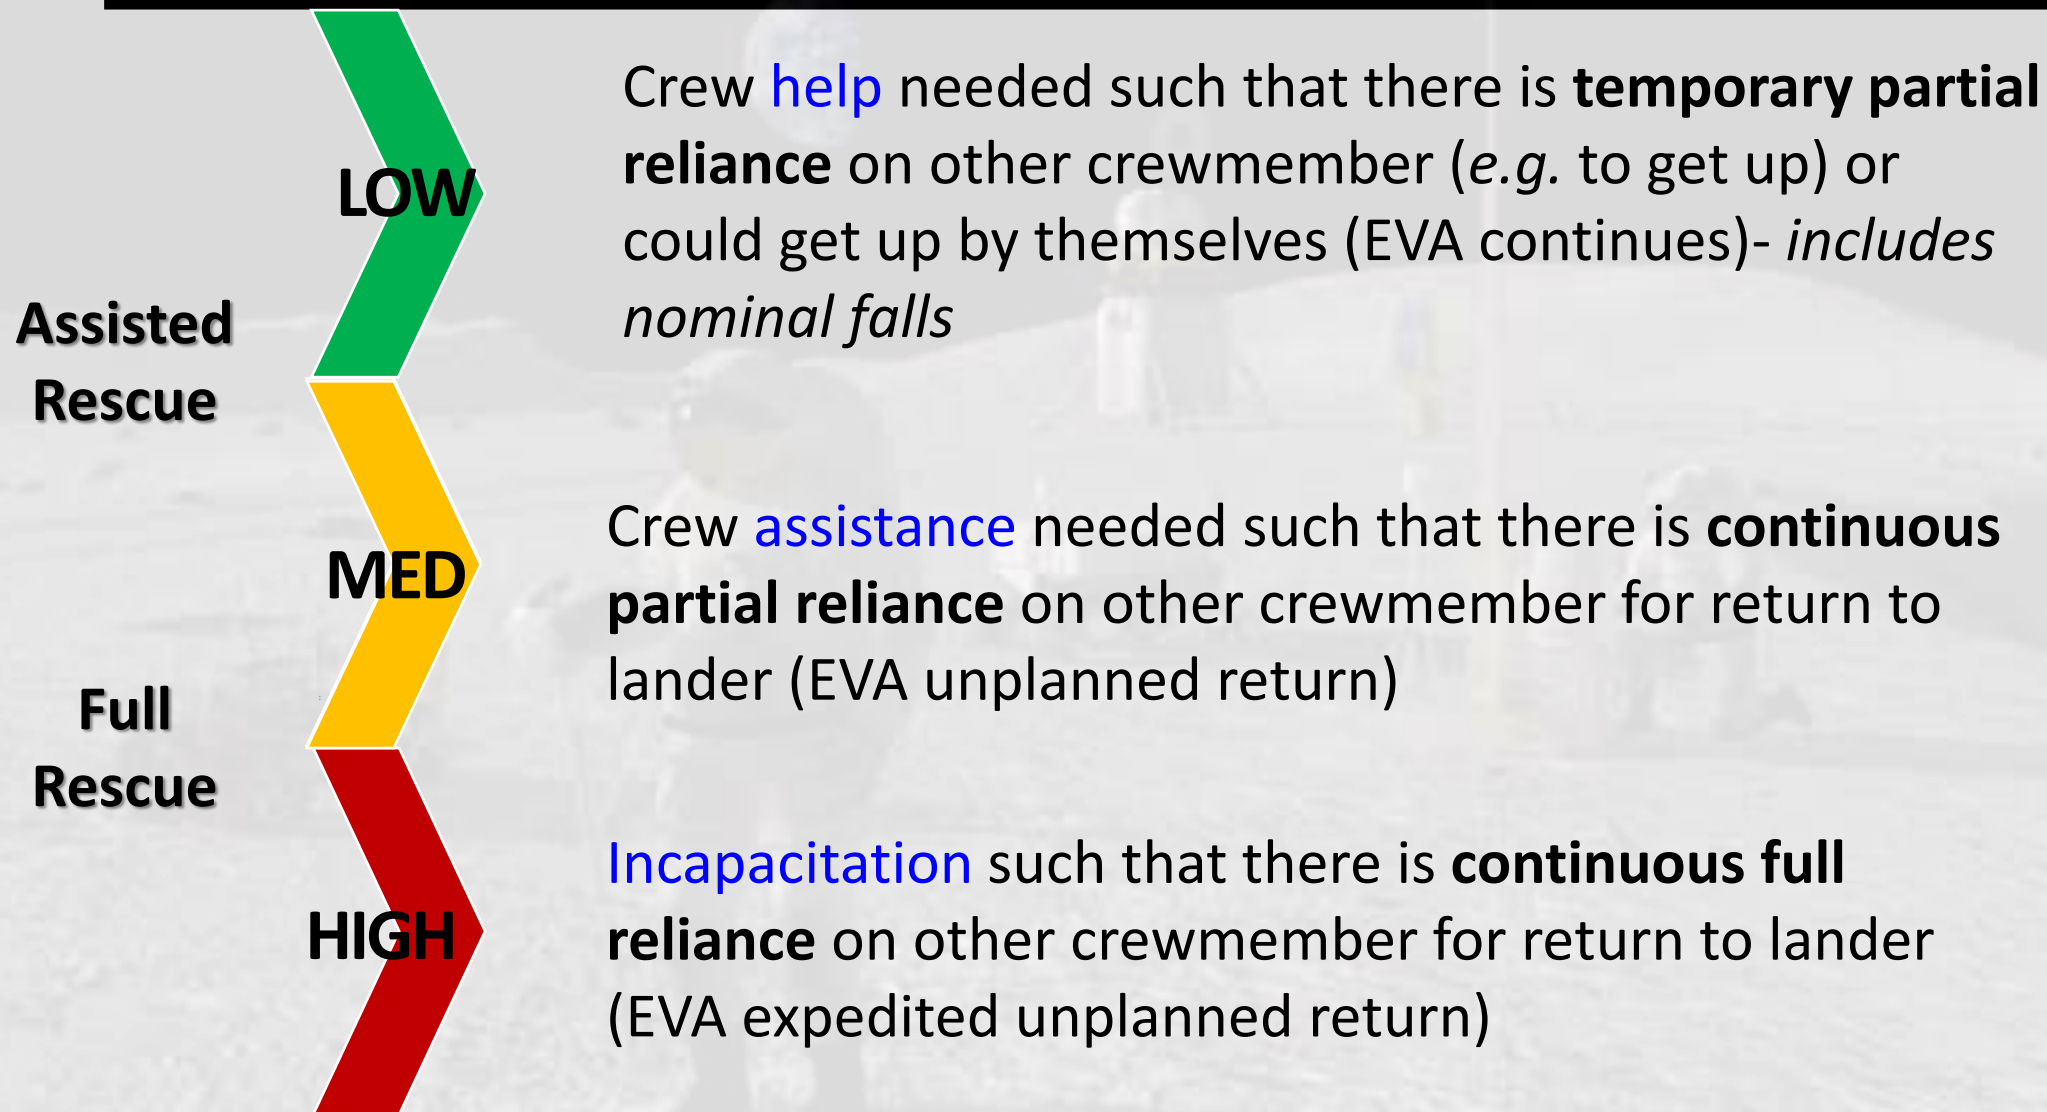 LOW
Crew help needed such that there is temporary partial
reliance on other crewmember (e.g. to get up) or
could get up by themselves (EVA continues)- includes
nominal falls
Assisted
Rescue
MED
Crew assistance needed such that there is continuous
partial reliance on other crewmember for return to
lander (EVA unplanned return)
Full
Rescue
HIGH
Incapacitation such that there is continuous full
reliance on other crewmember for return to lander
(EVA expedited unplanned return)